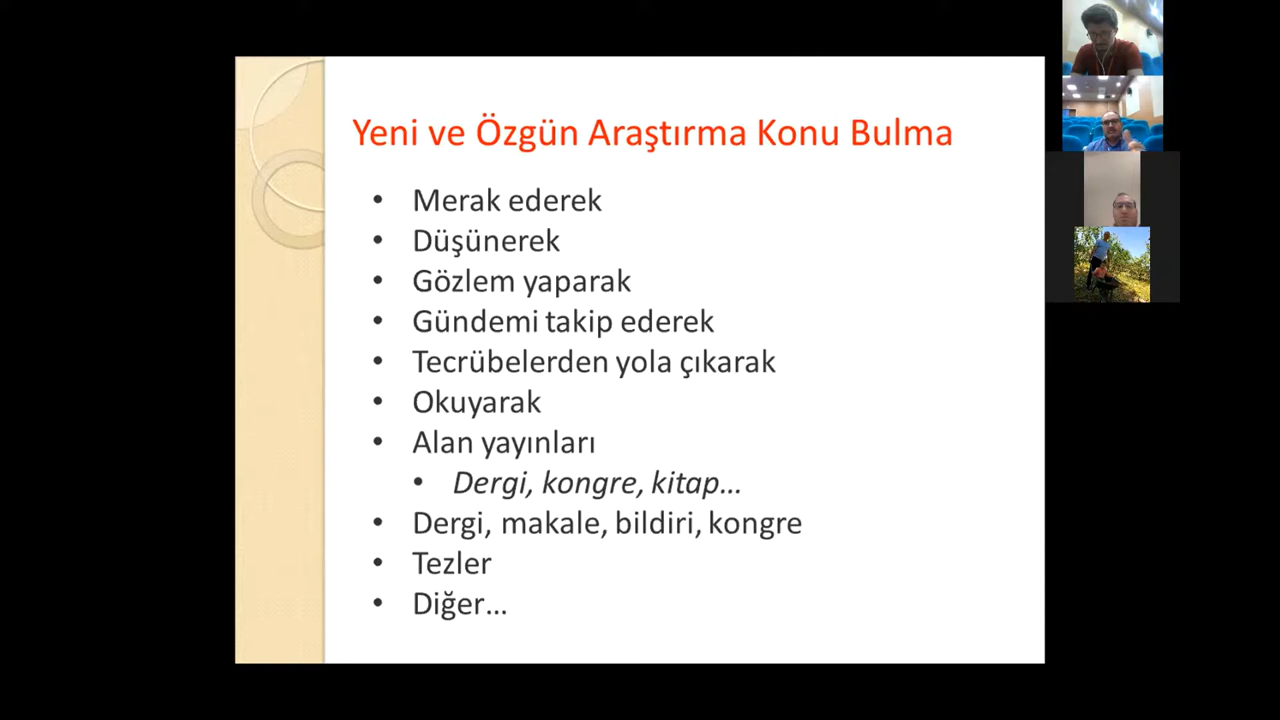 Yeni ve Özgün Araştırma Konu Bulma
• Merak ederek
• Düşünerek
• Gözlem yaparak
• Gündemi takip ederek
• Tecrübelerden yola çıkarak
• Okuyarak
• Alan yayınları
• Dergi, kongre, kitap…
• Dergi, makale, bildiri, kongre
• Tezler
• Diğer…